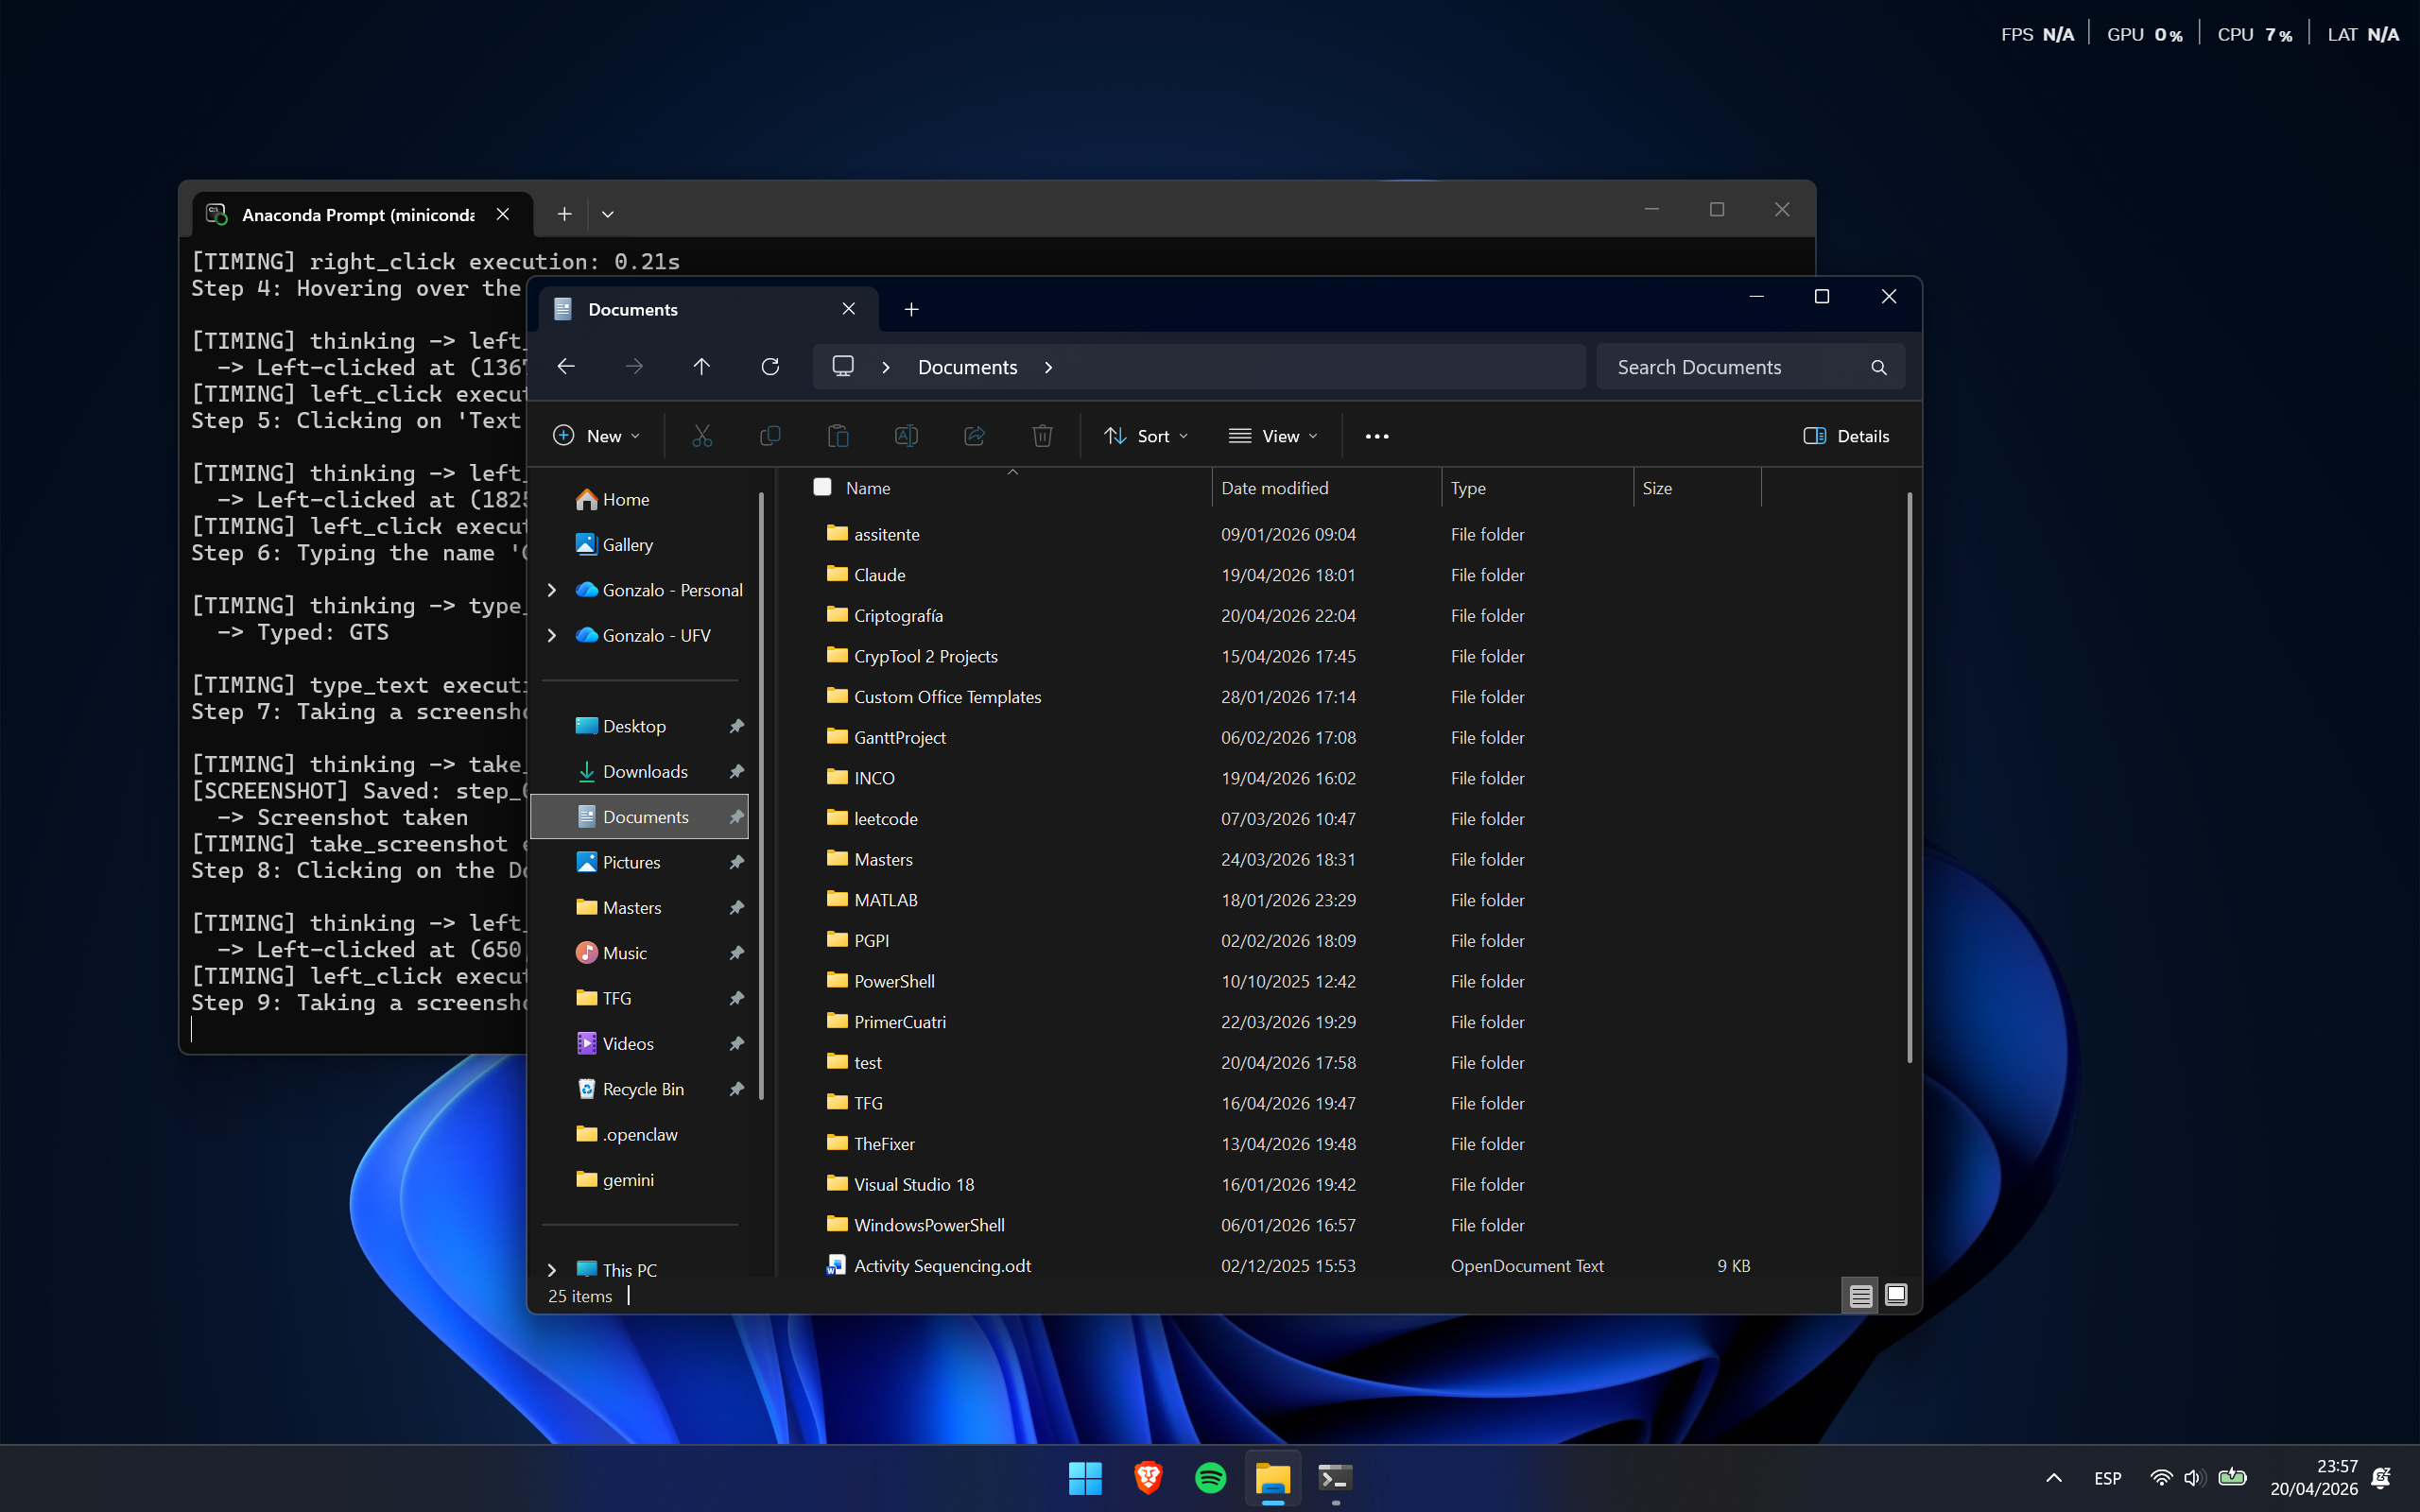 FPS N/A GPU 0% CPU 7% LAT N/A
Anaconda Prompt (miniconda
[TIMING] right_click execution: 0.21s
Step 4: Hovering over the
[TIMING] thinking -> left_
-> Left-clicked at (1367
[TIMING] left_click execut
Step 5: Clicking on 'Text
[TIMING] thinking -> left_
-> Left-clicked at (1825
[TIMING] left_click execut
Step 6: Typing the name '
[TIMING] thinking -> type_
-> Typed: GTS
[TIMING] type_text executi
Step 7: Taking a screensho
[TIMING] thinking -> take_
[SCREENSHOT] Saved: step_0
-> Screenshot taken
[TIMING] take_screenshot
Step 8: Clicking on the Do
[TIMING] thinking -> left_
-> Left-clicked at (650
[TIMING] left_click execut
Step 9: Taking a screensho
Documents
Documents
Search Documents
New
Sort
View
Details
Home
Gallery
Gonzalo - Personal
Gonzalo - UFV
Desktop
Downloads
Documents
Pictures
Masters
Music
TFG
Videos
Recycle Bin
.openclaw
gemini
This PC
Name Date modified Type Size
assitente 09/01/2026 09:04 File folder
Claude 19/04/2026 18:01 File folder
Criptografía 20/04/2026 22:04 File folder
CrypTool 2 Projects 15/04/2026 17:45 File folder
Custom Office Templates 28/01/2026 17:14 File folder
GanttProject 06/02/2026 17:08 File folder
INCO 19/04/2026 16:02 File folder
leetcode 07/03/2026 10:47 File folder
Masters 24/03/2026 18:31 File folder
MATLAB 18/01/2026 23:29 File folder
PGPI 02/02/2026 18:09 File folder
PowerShell 10/10/2025 12:42 File folder
PrimerCuatri 22/03/2026 19:29 File folder
test 20/04/2026 17:58 File folder
TFG 16/04/2026 19:47 File folder
TheFixer 13/04/2026 19:48 File folder
Visual Studio 18 16/01/2026 19:42 File folder
WindowsPowerShell 06/01/2026 16:57 File folder
Activity Sequencing.odt 02/12/2025 15:53 OpenDocument Text 9 KB
25 items
ESP
23:57
20/04/2026